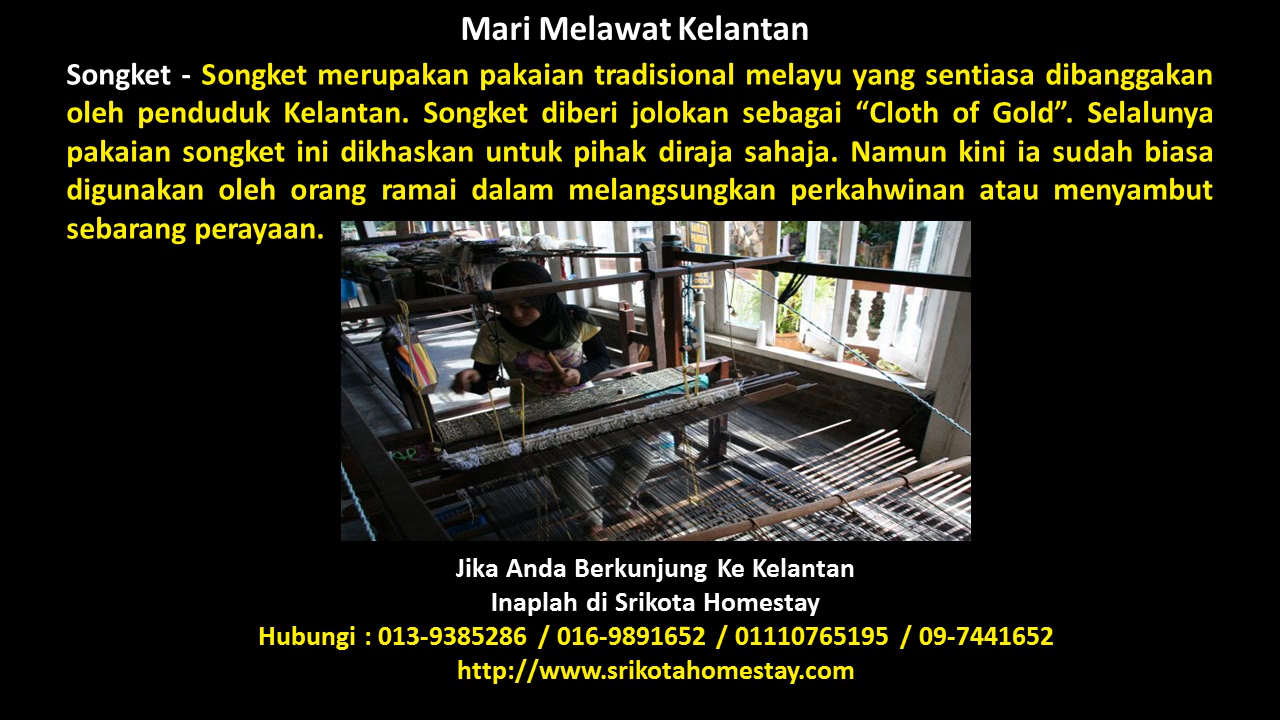 Mari Melawat Kelantan
Songket - Songket merupakan pakaian tradisional melayu yang sentiasa dibanggakan
oleh penduduk Kelantan. Songket diberi jolokan sebagai “Cloth of Gold”. Selalunya
pakaian songket ini dikhaskan untuk pihak diraja sahaja. Namun kini ia sudah biasa
digunakan oleh orang ramai dalam melangsungkan perkahwinan atau menyambut
sebarang perayaan.
Jika Anda Berkunjung Ke Kelantan
Inaplah di Srikota Homestay
Hubungi : 013-9385286 / 016-9891652 / 01110765195 / 09-7441652
http://www.srikotahomestay.com